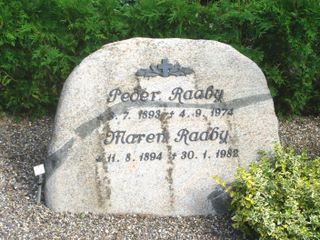 Peder Raaby
7. 1893 + 4. 9. 1974
Maren Raaby
* 11. 8. 1894 + 30. 1. 1982